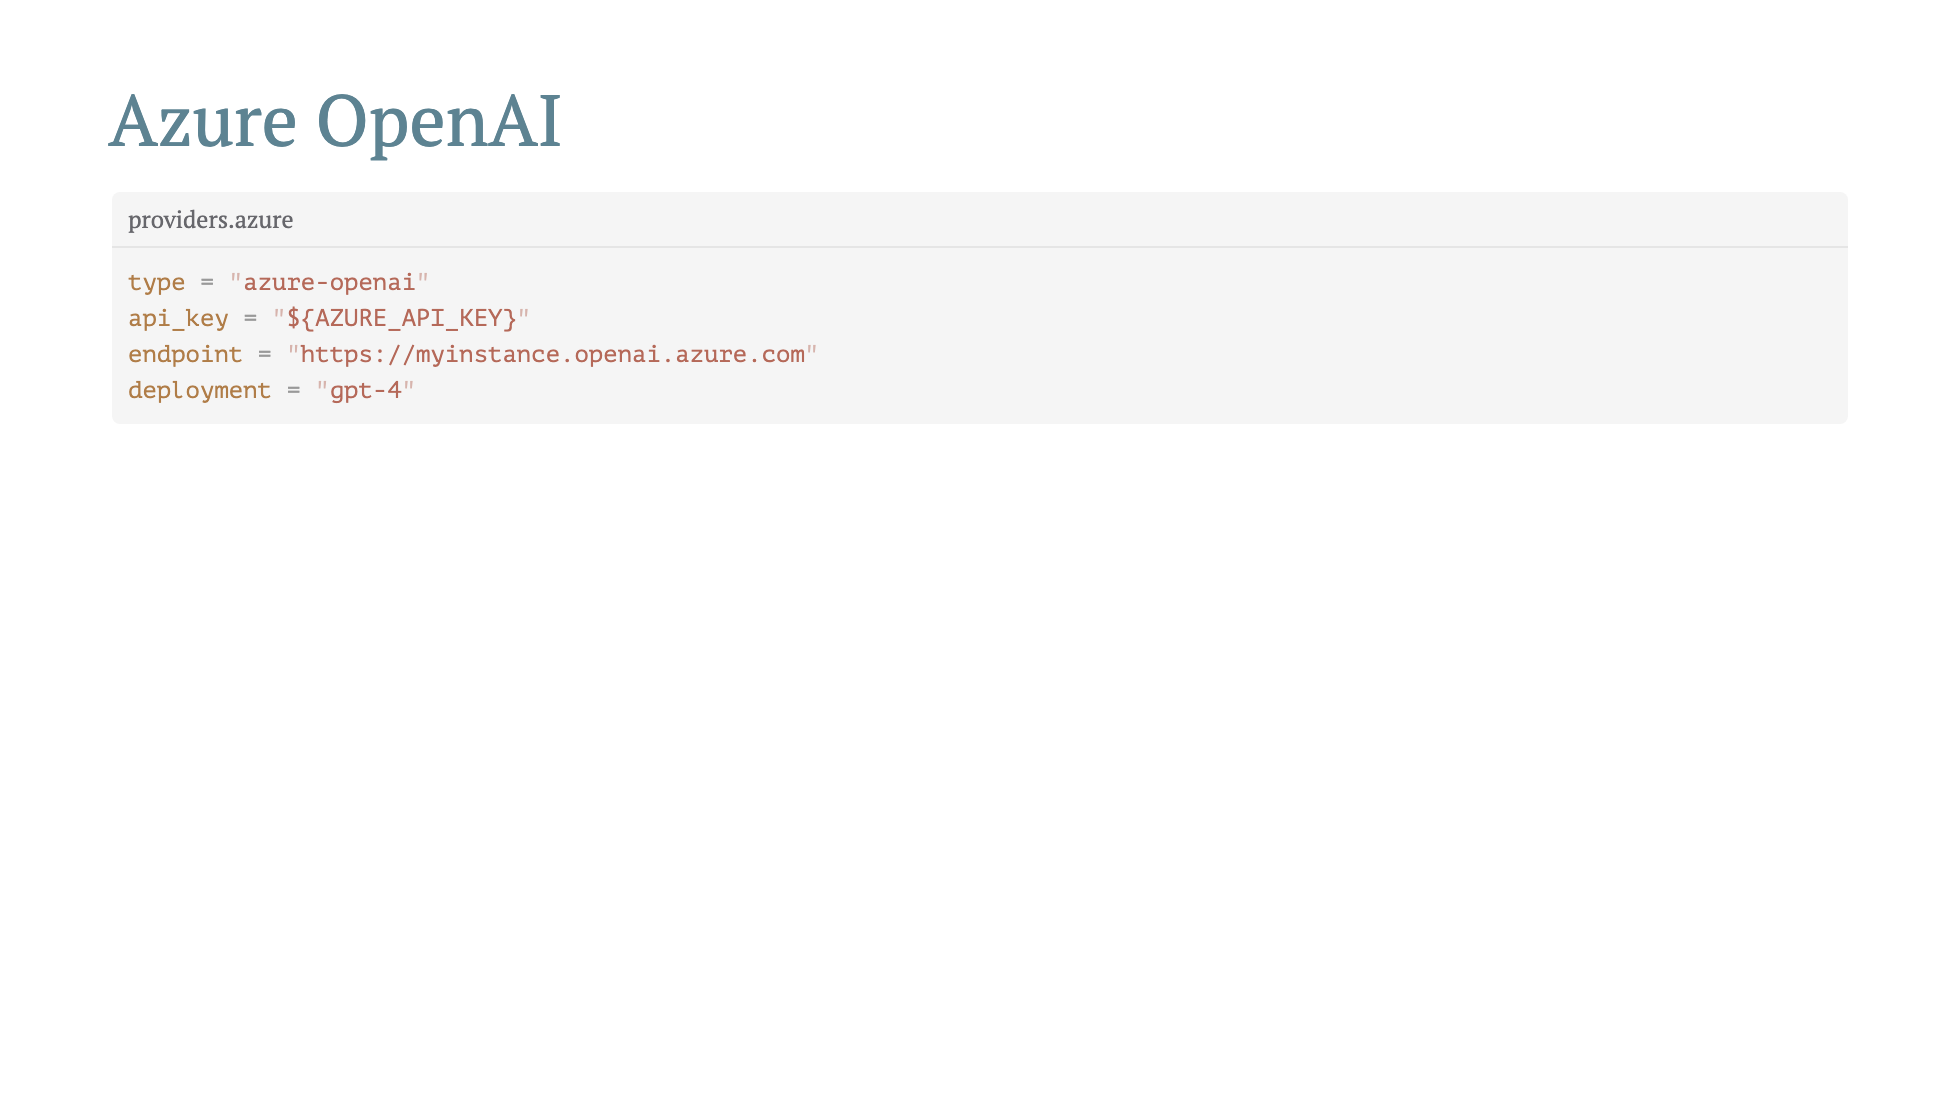 Azure OpenAI
providers.azure
type = "azure-openai"
api_key = "${AZURE_API_KEY}"
endpoint = "https://myinstance.openai.azure.com"
deployment = "gpt-4"